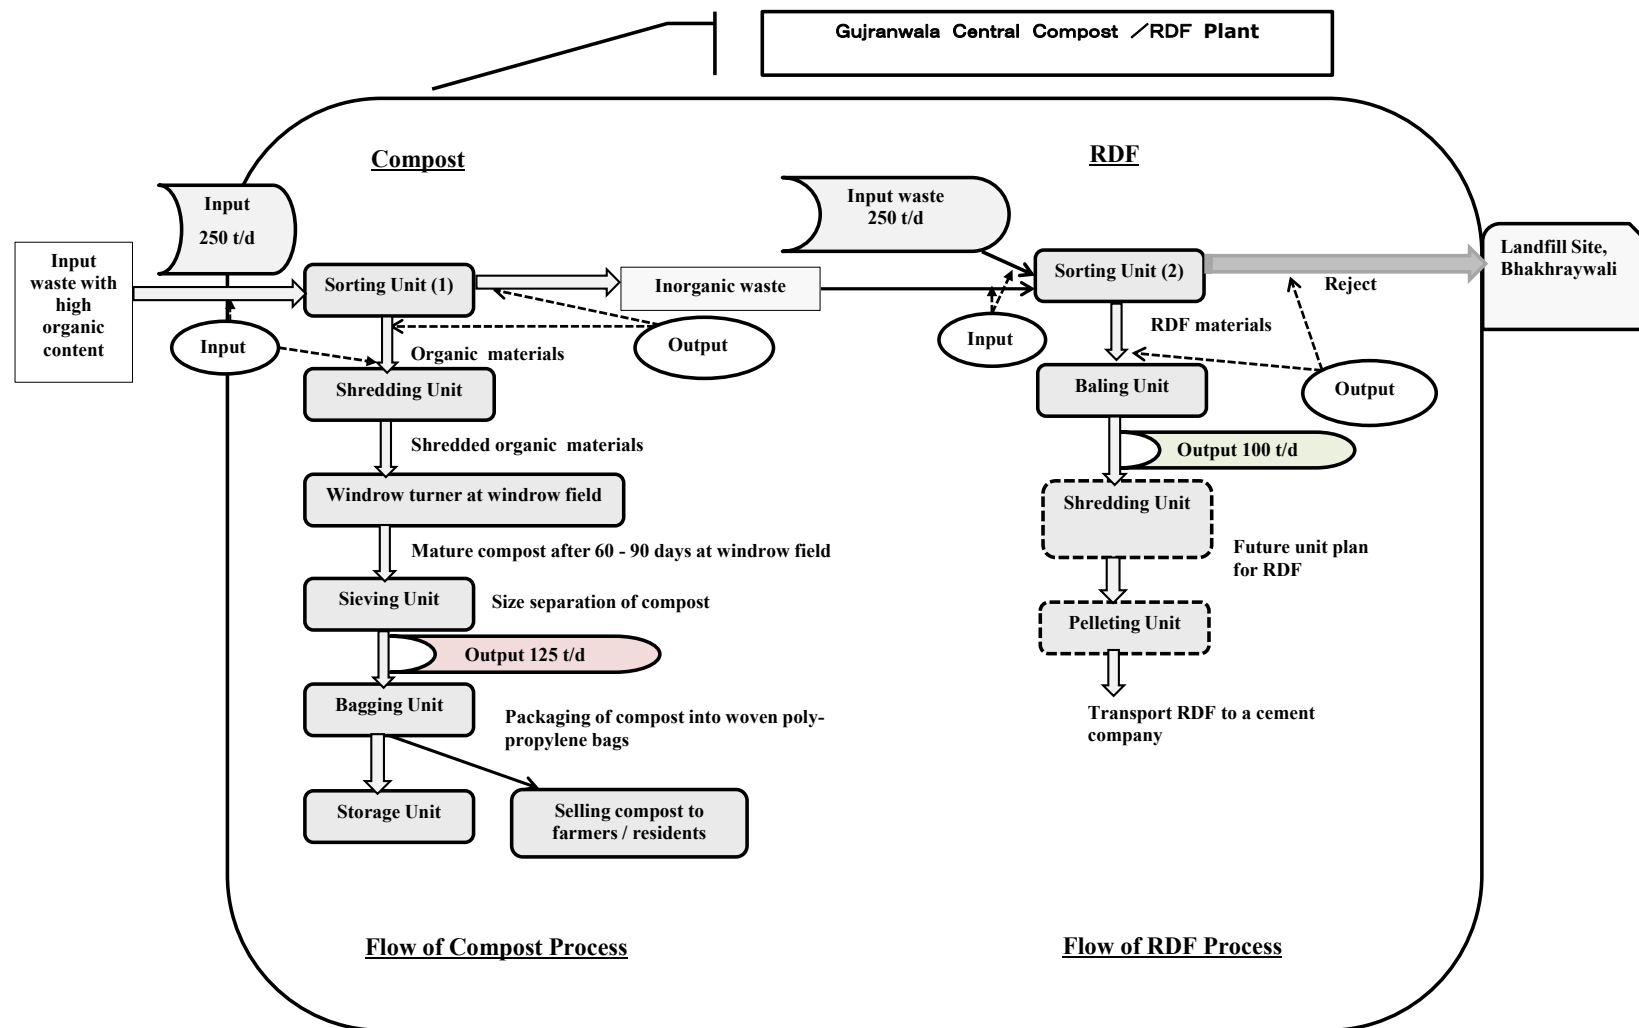 Gujranwala Central Compost ／RDF Plant
Compost
RDF
Input
250 t/d
Input waste
250 t/d
Input
waste with
high
organic
content
Sorting Unit (1)
Inorganic waste
Sorting Unit (2)
Reject
Landfill Site,
Bhakhraywali
Input
Output
Organic materials
Input
RDF materials
Output
Shredding Unit
Baling Unit
Shredded organic materials
Output 100 t/d
Windrow turner at windrow field
Shredding Unit
Mature compost after 60 - 90 days at windrow field
Future unit plan
for RDF
Sieving Unit
Size separation of compost
Pelleting Unit
Output 125 t/d
Bagging Unit
Packaging of compost into woven poly-
propylene bags
Transport RDF to a cement
company
Storage Unit
Selling compost to
farmers / residents
Flow of Compost Process
Flow of RDF Process